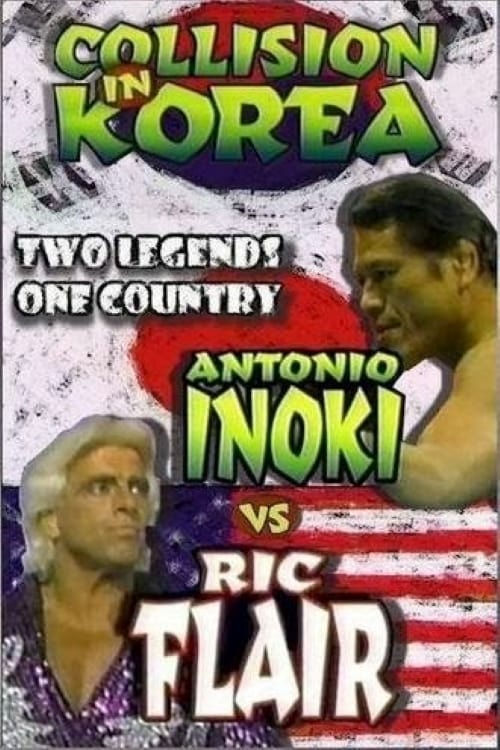 COLLISION
IN
KOREA
TWO LEGENDS
ONE COUNTRY
ANTONIO
INOKI
VS
RIC
FLAIR